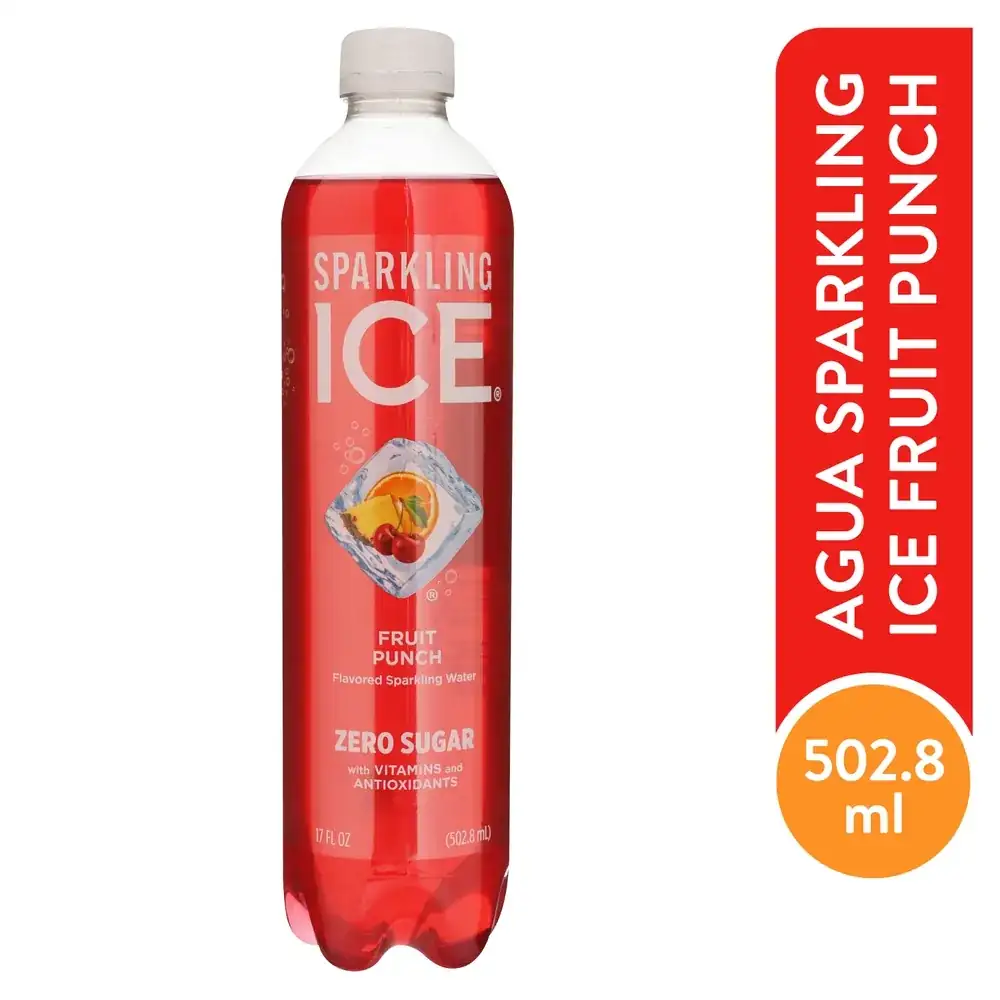 SPARKLING
ICE®
®
FRUIT
PUNCH
Flavored Sparkling Water
ZERO SUGAR
with VITAMINS and
ANTIOXIDANTS
17 FL OZ (502.8 mL)
AGUA SPARKLING
ICE FRUIT PUNCH
502.8
ml